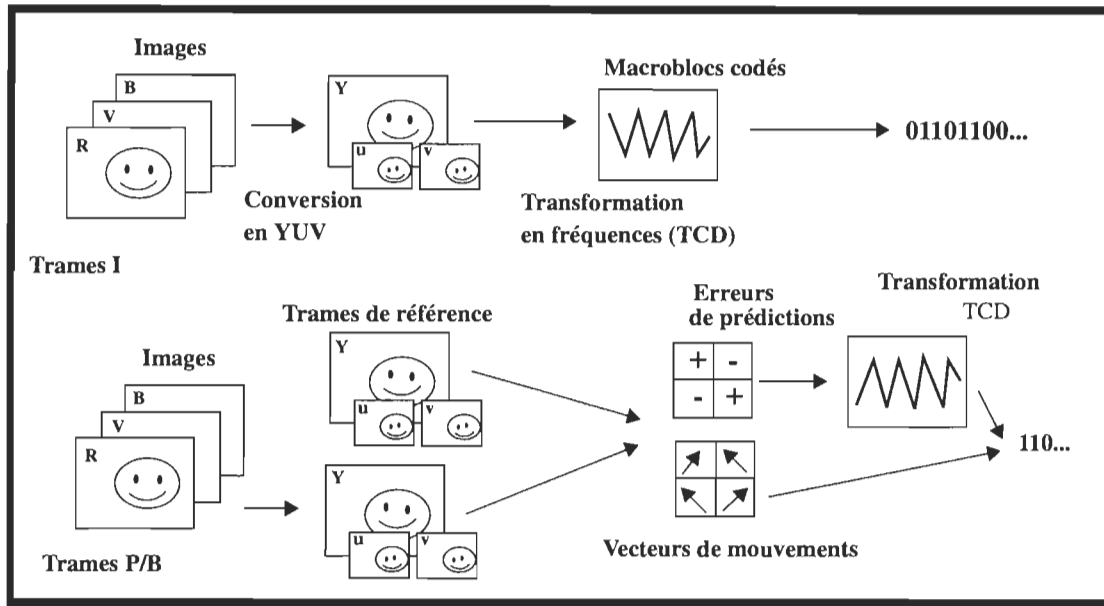 Images
B
V
R
Y
u
v
Conversion
en YUV
Macroblocs codés
Transformation
en fréquences (TCD)
01101100...
Trames I
Images
B
V
R
Trames de référence
Y
u
v
Y
u
v
Erreurs
de prédictions
+ -
- +
Transformation
TCD
110...
Vecteurs de mouvements
Trames P/B